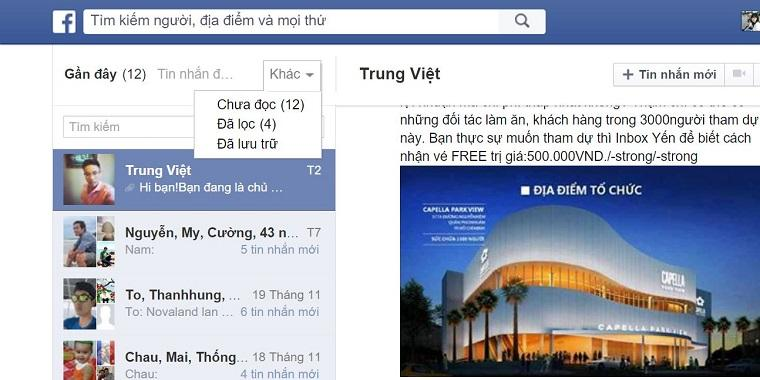 f
Tìm kiếm người, địa điểm và mọi thứ
Gần đây (12) Tin nhắn đ… Khác
Chưa đọc (12)
Đã lọc (4)
Đã lưu trữ
Tìm kiếm
Trung Việt T2
Hi bạn!Bạn đang là chủ …
Nguyễn, My, Cường, 43 n... T7
Nam: 5 tin nhắn mới
To, Thanhhung, ... 19 Tháng 11
To: Novaland lan … 6 tin nhắn mới
Chau, Mai, Thống... 18 Tháng 11
Chau: 4 tin nhắn mới
Trung Việt
+ Tin nhắn mới
những đối tác làm ăn, khách hàng trong 3000người tham dự
này. Bạn thực sự muốn tham dự thì Inbox Yến để biết cách
nhận vé FREE trị giá:500.000VND./-strong/-strong
ĐỊA ĐIỂM TỔ CHỨC
CAPELLA PARK VIEW
SỨC CHỨA 2000 NGƯỜI
CAPELLA
PARK VIEW
CAPELLA PARK VIEW